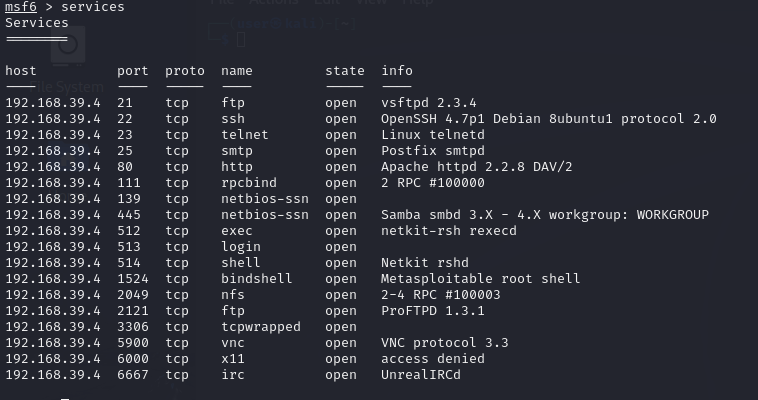 msf6 > services
Services
========
host port proto name state info
---- ---- ----- ---- ----- ----
192.168.39.4 21 tcp ftp open vsftpd 2.3.4
192.168.39.4 22 tcp ssh open OpenSSH 4.7p1 Debian 8ubuntu1 protocol 2.0
192.168.39.4 23 tcp telnet open Linux telnetd
192.168.39.4 25 tcp smtp open Postfix smtpd
192.168.39.4 80 tcp http open Apache httpd 2.2.8 DAV/2
192.168.39.4 111 tcp rpcbind open 2 RPC #100000
192.168.39.4 139 tcp netbios-ssn open
192.168.39.4 445 tcp netbios-ssn open Samba smbd 3.X - 4.X workgroup: WORKGROUP
192.168.39.4 512 tcp exec open netkit-rsh rexecd
192.168.39.4 513 tcp login open
192.168.39.4 514 tcp shell open Netkit rshd
192.168.39.4 1524 tcp bindshell open Metasploitable root shell
192.168.39.4 2049 tcp nfs open 2-4 RPC #100003
192.168.39.4 2121 tcp ftp open ProFTPD 1.3.1
192.168.39.4 3306 tcp tcpwrapped open
192.168.39.4 5900 tcp vnc open VNC protocol 3.3
192.168.39.4 6000 tcp x11 open access denied
192.168.39.4 6667 tcp irc open UnrealIRCd